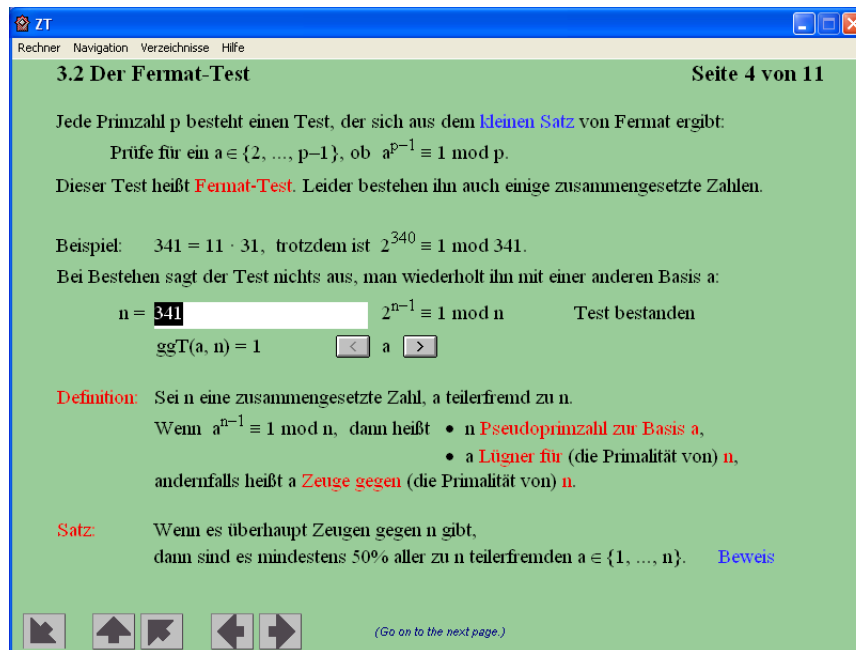 ZT
Rechner Navigation Verzeichnisse Hilfe
3.2 Der Fermat-Test Seite 4 von 11
Jede Primzahl p besteht einen Test, der sich aus dem kleinen Satz von Fermat ergibt:
Prüfe für ein a ∈ {2, ..., p−1}, ob a^{p−1} ≡ 1 mod p.
Dieser Test heißt Fermat-Test. Leider bestehen ihn auch einige zusammengesetzte Zahlen.
Beispiel: 341 = 11 · 31, trotzdem ist 2^{340} ≡ 1 mod 341.
Bei Bestehen sagt der Test nichts aus, man wiederholt ihn mit einer anderen Basis a:
n = 341 2^{n−1} ≡ 1 mod n Test bestanden
ggT(a, n) = 1 < a >
Definition: Sei n eine zusammengesetzte Zahl, a teilerfremd zu n.
Wenn a^{n−1} ≡ 1 mod n, dann heißt • n Pseudoprimzahl zur Basis a,
• a Lügner für (die Primalität von) n,
andernfalls heißt a Zeuge gegen (die Primalität von) n.
Satz: Wenn es überhaupt Zeugen gegen n gibt,
dann sind es mindestens 50% aller zu n teilerfremden a ∈ {1, ..., n}. Beweis
(Go on to the next page.)